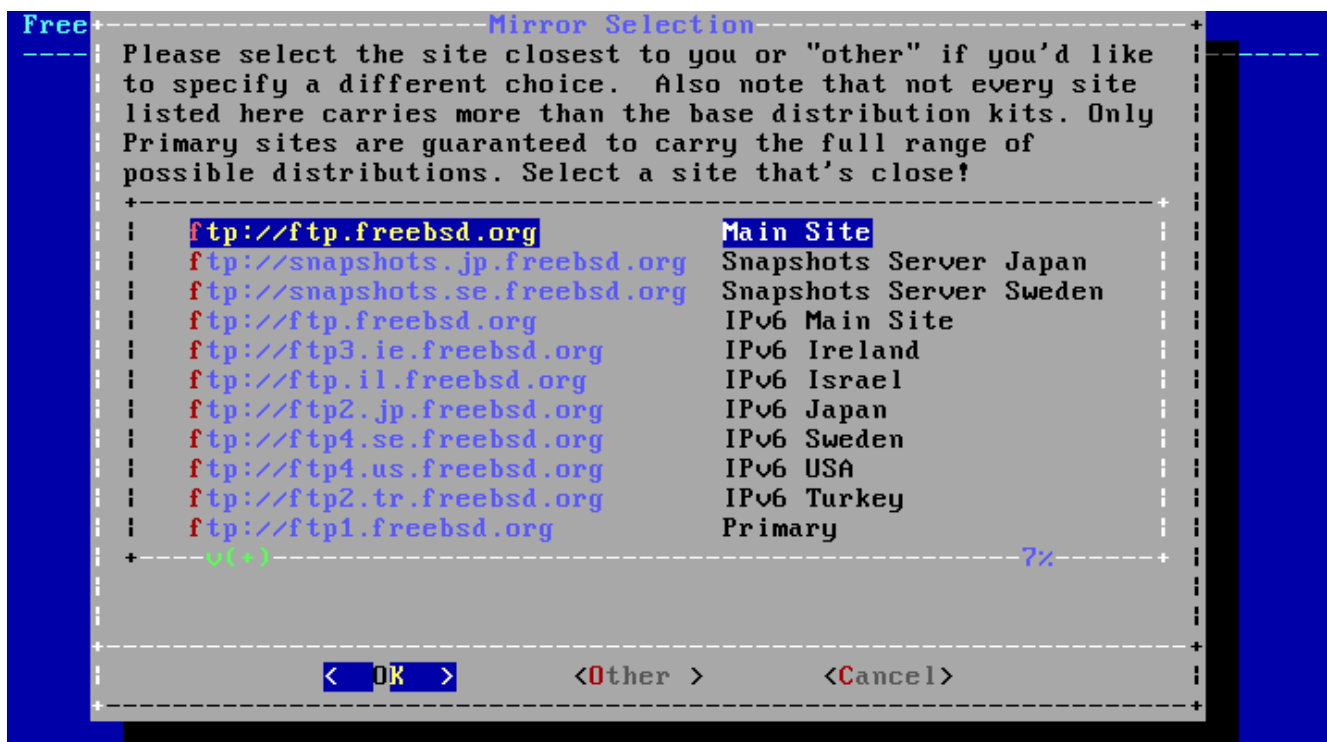 Free
Mirror Selection
Please select the site closest to you or "other" if you'd like
to specify a different choice.  Also note that not every site
listed here carries more than the base distribution kits. Only
Primary sites are guaranteed to carry the full range of
possible distributions. Select a site that's close!
ftp://ftp.freebsd.org Main Site
ftp://snapshots.jp.freebsd.org Snapshots Server Japan
ftp://snapshots.se.freebsd.org Snapshots Server Sweden
ftp://ftp.freebsd.org IPv6 Main Site
ftp://ftp3.ie.freebsd.org IPv6 Ireland
ftp://ftp.il.freebsd.org IPv6 Israel
ftp://ftp2.jp.freebsd.org IPv6 Japan
ftp://ftp4.se.freebsd.org IPv6 Sweden
ftp://ftp4.us.freebsd.org IPv6 USA
ftp://ftp2.tr.freebsd.org IPv6 Turkey
ftp://ftp1.freebsd.org Primary
v(+) 7%
< OK > <Other > <Cancel>